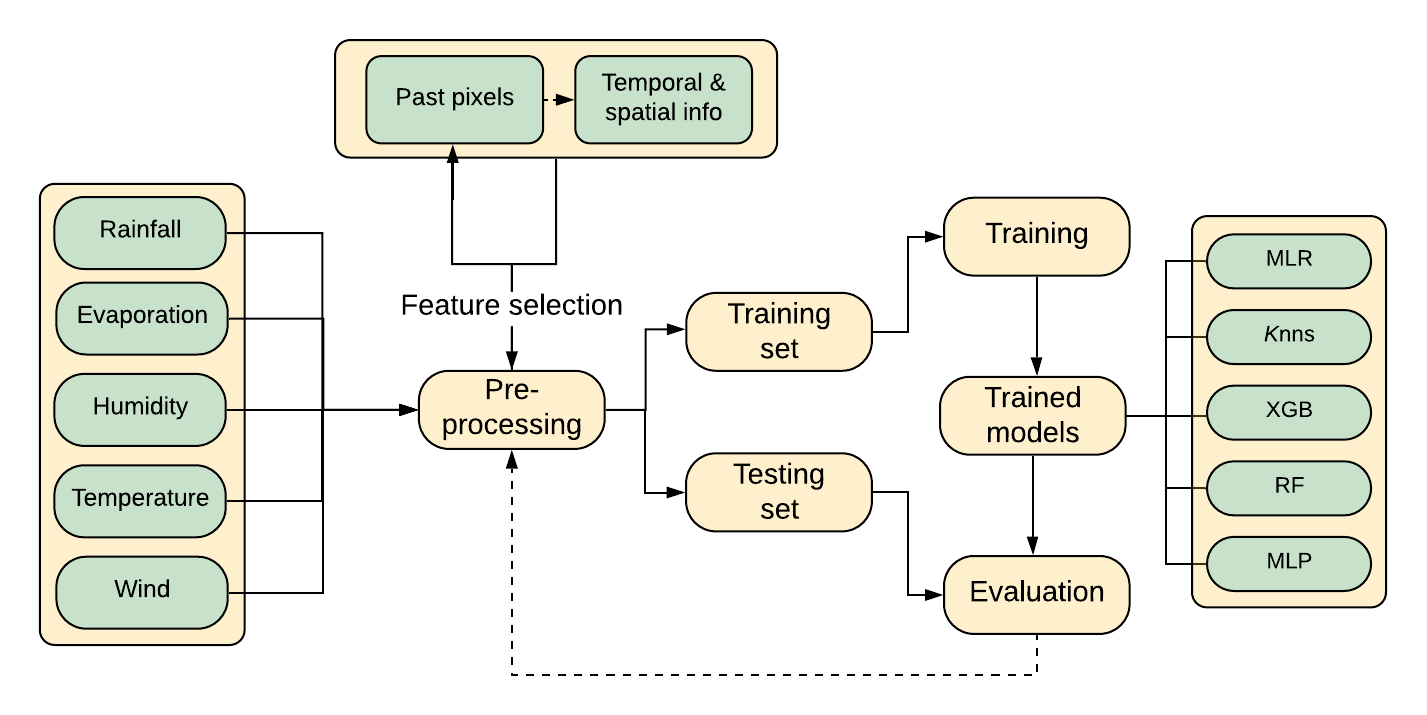 Past pixels
Temporal &
spatial info
Rainfall
Evaporation
Humidity
Temperature
Wind
Feature selection
Pre-
processing
Training
set
Testing
set
Training
Trained
models
Evaluation
MLR
Knns
XGB
RF
MLP